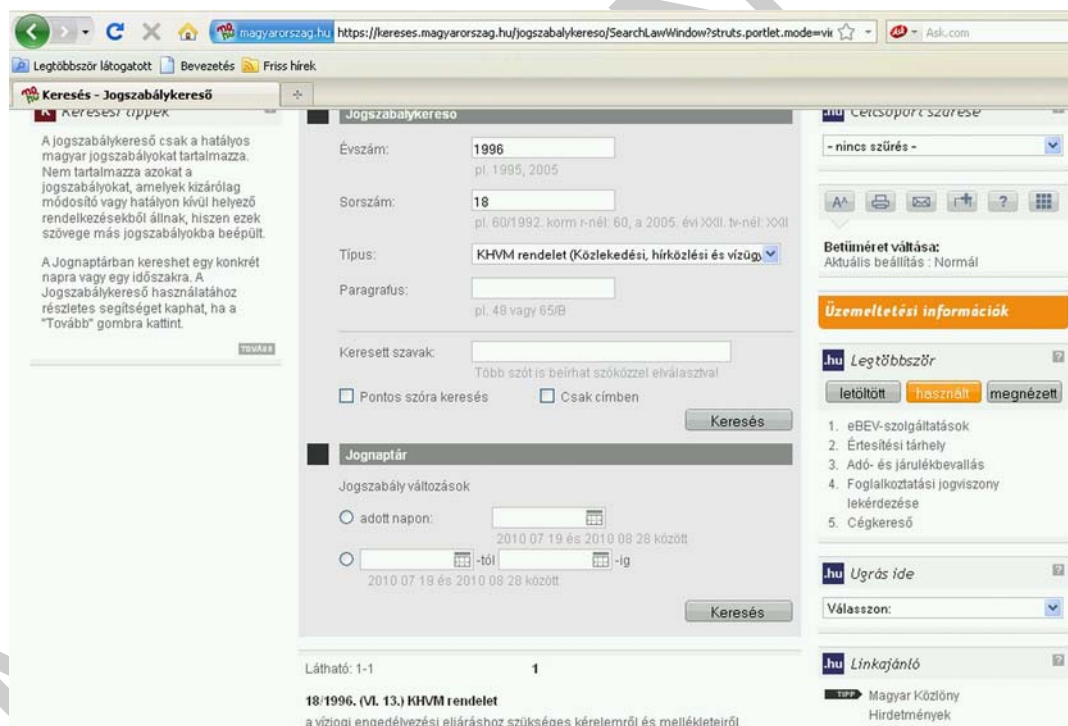 magyarorszag.hu https://kereses.magyarorszag.hu/jogszabalykereso/SearchLawWindow?struts.portlet.mode=vie
Ask.com
Legtöbbször látogatott Bevezetés Friss hírek
Keresés - Jogszabálykereső
Keresési tippek
A jogszabálykereső csak a hatályos
magyar jogszabályokat tartalmazza.
Nem tartalmazza azokat a
jogszabályokat, amelyek kizárólag
módosító vagy hatályon kívül helyező
rendelkezésekből állnak, hiszen ezek
szövege más jogszabályokba beépült.
A Jognaptárban kereshet egy konkrét
napra vagy egy időszakra. A
Jogszabálykereső használatához
részletes segítséget kaphat, ha a
"Tovább" gombra kattint.
TOVÁBB
Jogszabálykereső
Évszám: 1996
pl. 1995, 2005
Sorszám: 18
pl. 60/1992. korm r-nél: 60, a 2005. évi XXII. tv-nél: XXII
Típus: KHVM rendelet (Közlekedési, hírközlési és vízügy
Paragrafus:
pl. 48 vagy 65/B
Keresett szavak:
Több szót is beírhat szóközzel elválasztva!
Pontos szóra keresés Csak címben
Keresés
Jognaptár
Jogszabály változások
adott napon:
2010 07 19 és 2010 08 28 között
-tól -ig
2010 07 19 és 2010 08 28 között
Keresés
Látható: 1-1 1
18/1996. (VI. 13.) KHVM rendelet
a vízjogi engedélyezési eljáráshoz szükséges kérelemről és mellékleteiről
.hu Célcsoport szűrése
- nincs szűrés -
Betűméret váltása:
Aktuális beállítás : Normál
Üzemeltetési információk
.hu Legtöbbször
letöltött használt megnézett
1. eBEV-szolgáltatások
2. Értesítési tárhely
3. Adó- és járulékbevallás
4. Foglalkoztatási jogviszony
lekérdezése
5. Cégkereső
.hu Ugrás ide
Válasszon:
.hu Linkajánló
TIPP Magyar Közlöny
Hirdetmények